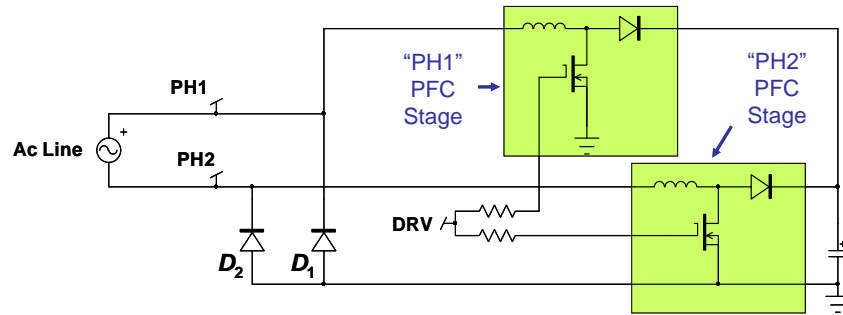 "PH1"
PFC
Stage
"PH2"
PFC
Stage
PH1
+
Ac Line
PH2
DRV
D2
D1
+